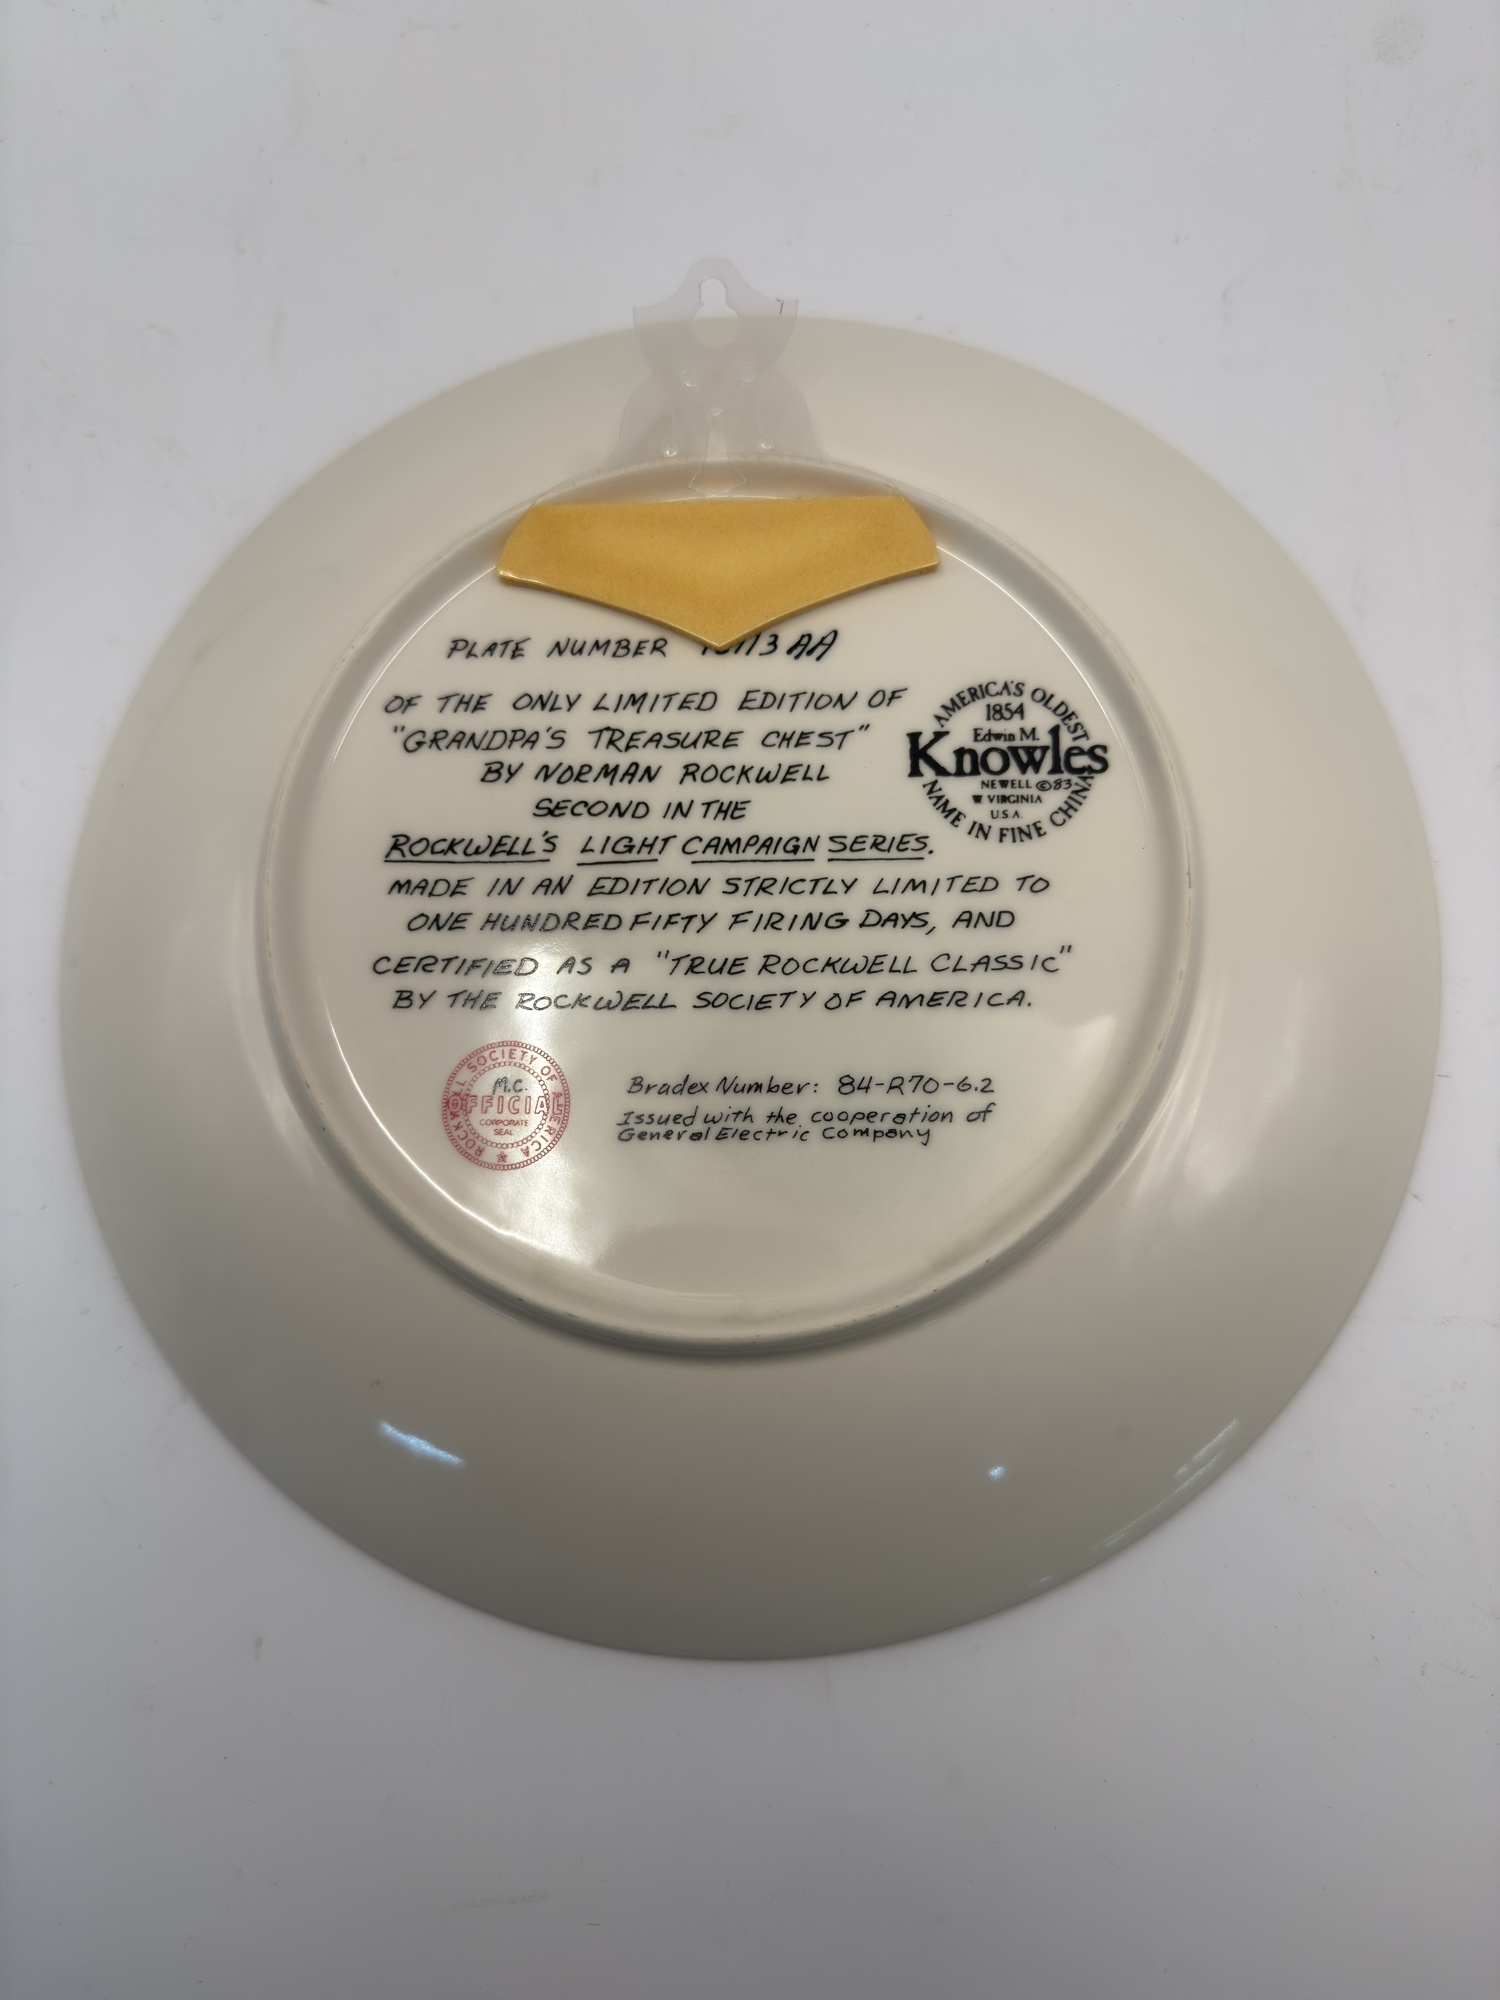 PLATE NUMBER
OF THE ONLY LIMITED EDITION OF
"GRANDPA'S TREASURE CHEST"
BY NORMAN ROCKWELL
SECOND IN THE
ROCKWELL'S LIGHT CAMPAIGN SERIES.
MADE IN AN EDITION STRICTLY LIMITED TO
ONE HUNDRED FIFTY FIRING DAYS, AND
CERTIFIED AS A "TRUE ROCKWELL CLASSIC"
BY THE ROCKWELL SOCIETY OF AMERICA.
AMERICA'S OLDEST
1854
Edwin M.
Knowles
NEWELL ©83
W VIRGINIA
U.S.A.
NAME IN FINE CHINA
ROCKWELL SOCIETY OF AMERICA
M.C.
OFFICIAL
CORPORATE
SEAL
Bradex Number: 84-R70-6.2
Issued with the cooperation of
General Electric Company